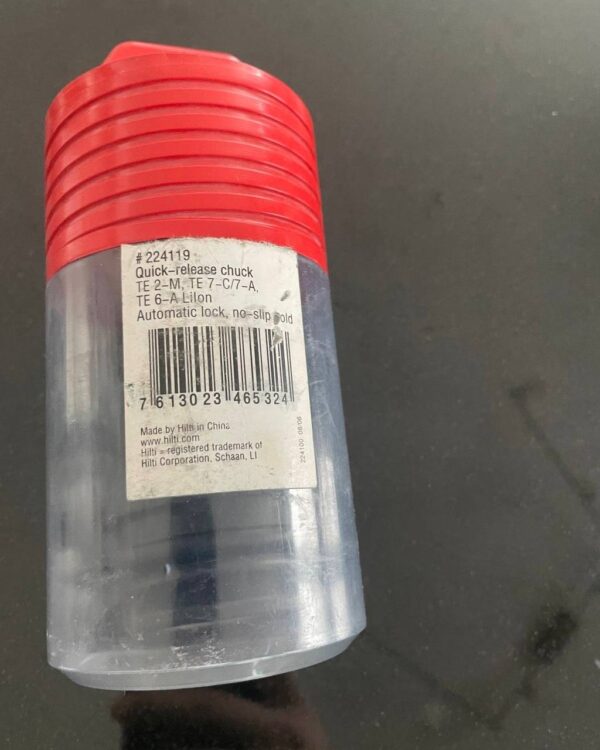 # 224119
Quick-release chuck
TE 2-M, TE 7-C/7-A,
TE 6-A LiIon
Automatic lock, no-slip
7 613023 465324
Made by Hilti in China
www.hilti.com
Hilti = registered trademark of
Hilti Corporation, Schaan, LI